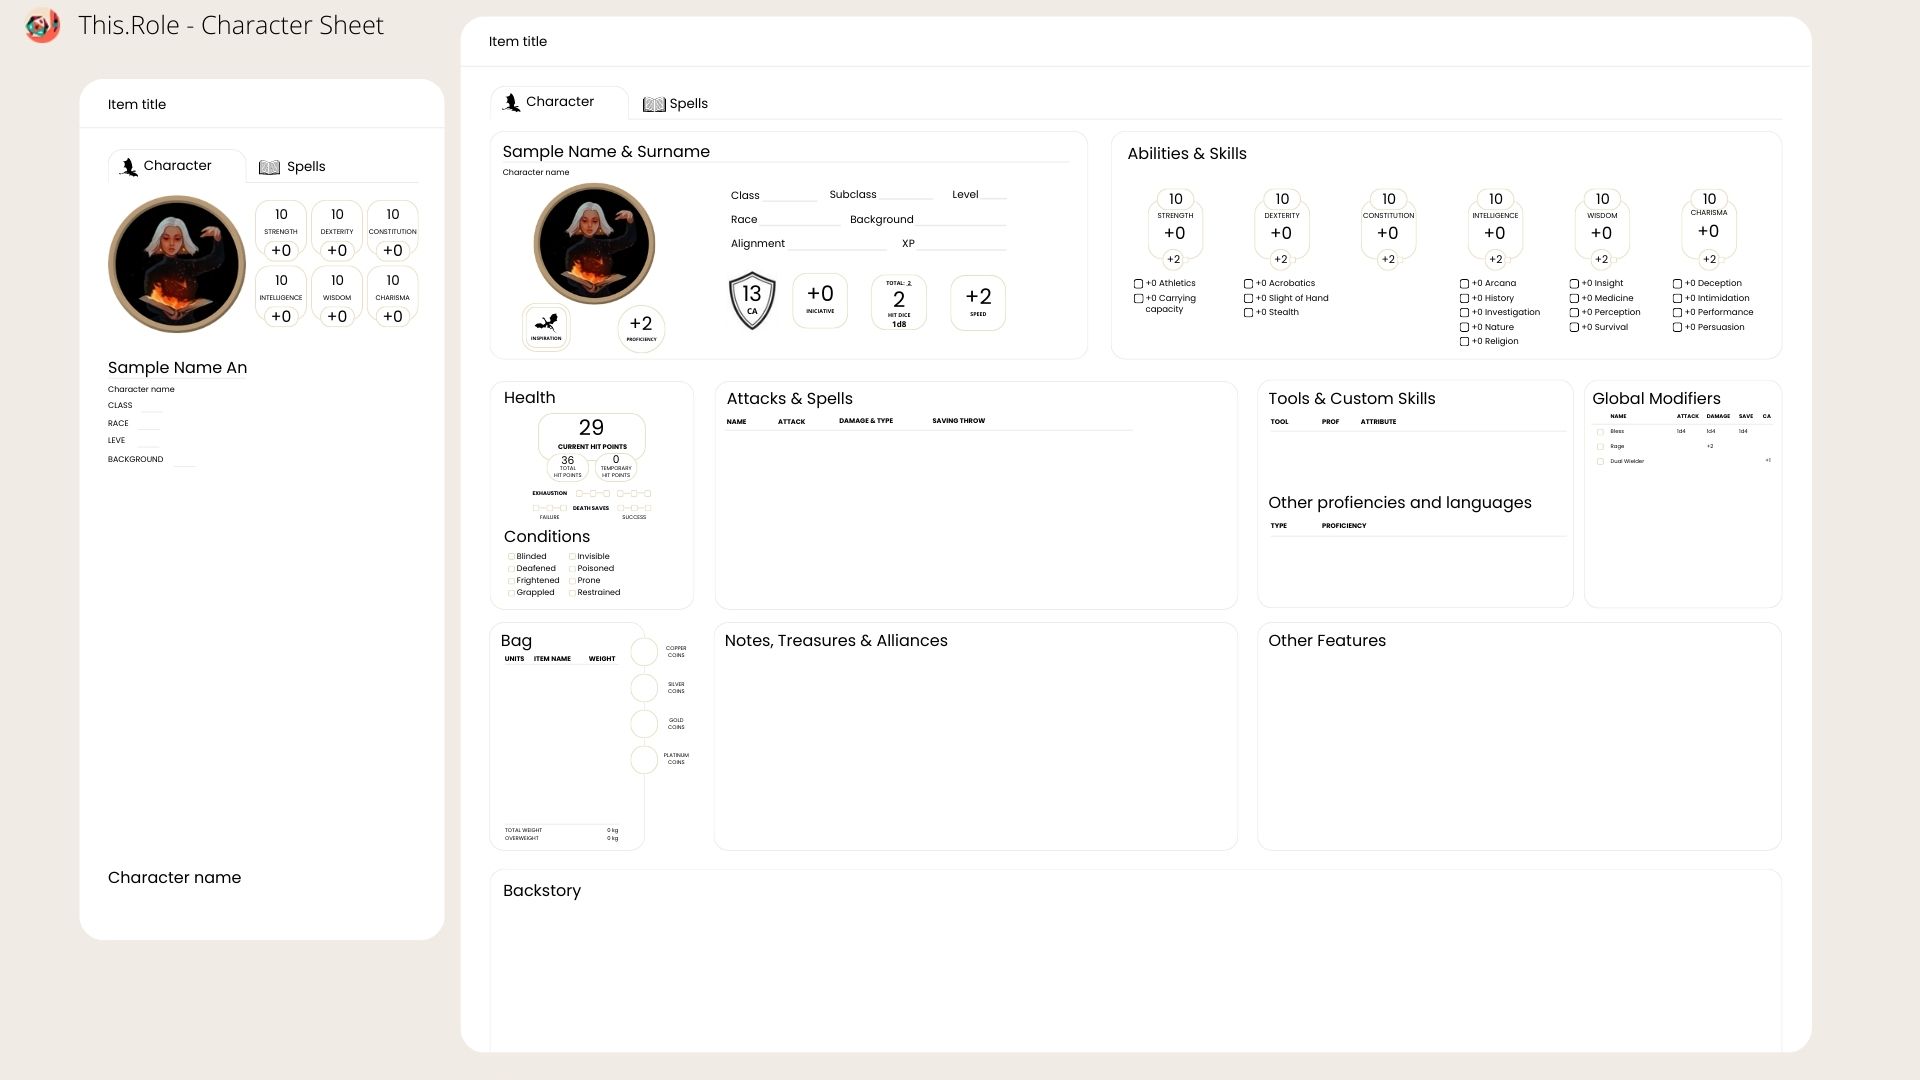 This.Role - Character Sheet
Item title
Character Spells
10 10 10
STRENGTH DEXTERITY CONSTITUTION
+0 +0 +0
10 10 10
INTELLIGENCE WISDOM CHARISMA
+0 +0 +0
Sample Name An
Character name
CLASS
RACE
LEVE
BACKGROUND
Character name
Item title
Character Spells
Sample Name & Surname
Character name
Class Subclass Level
Race Background
Alignment XP
13
CA
+0
INICIATIVE
TOTAL: 2
2
HIT DICE
1d8
+2
SPEED
INSPIRATION
+2
PROFICIENCY
Abilities & Skills
10
STRENGTH
+0
+2
+0 Athletics
+0 Carrying
capacity
10
DEXTERITY
+0
+2
+0 Acrobatics
+0 Slight of Hand
+0 Stealth
10
CONSTITUTION
+0
+2
10
INTELLIGENCE
+0
+2
+0 Arcana
+0 History
+0 Investigation
+0 Nature
+0 Religion
10
WISDOM
+0
+2
+0 Insight
+0 Medicine
+0 Perception
+0 Survival
10
CHARISMA
+0
+2
+0 Deception
+0 Intimidation
+0 Performance
+0 Persuasion
Health
29
CURRENT HIT POINTS
36
TOTAL
HIT POINTS
0
TEMPORARY
HIT POINTS
EXHAUSTION
DEATH SAVES
FAILURE SUCCESS
Conditions
Blinded Invisible
Deafened Poisoned
Frightened Prone
Grappled Restrained
Attacks & Spells
NAME ATTACK DAMAGE & TYPE SAVING THROW
Tools & Custom Skills
TOOL PROF ATTRIBUTE
Other profiencies and languages
TYPE PROFICIENCY
Global Modifiers
NAME ATTACK DAMAGE SAVE CA
Bless 1d4 1d4 1d4
Rage +2
Dual Wielder +1
Bag
UNITS ITEM NAME WEIGHT
COPPER
COINS
SILVER
COINS
GOLD
COINS
PLATINUM
COINS
TOTAL WEIGHT 0 kg
OVERWEIGHT 0 kg
Notes, Treasures & Alliances
Other Features
Backstory